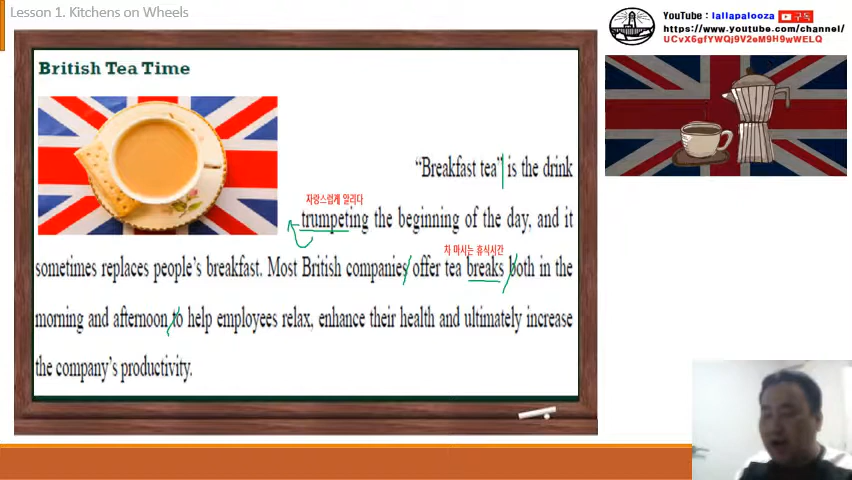 Lesson 1. Kitchens on Wheels
YouTube : lallapalooza 구독
https://www.youtube.com/channel/
UCvX6gfYWQj9V2eM9H9wWELQ
British Tea Time
“Breakfast tea” is the drink
자랑스럽게 알리다
trumpeting the beginning of the day, and it
차 마시는 휴식시간
sometimes replaces people’s breakfast. Most British companies offer tea breaks both in the
morning and afternoon to help employees relax, enhance their health and ultimately increase
the company’s productivity.